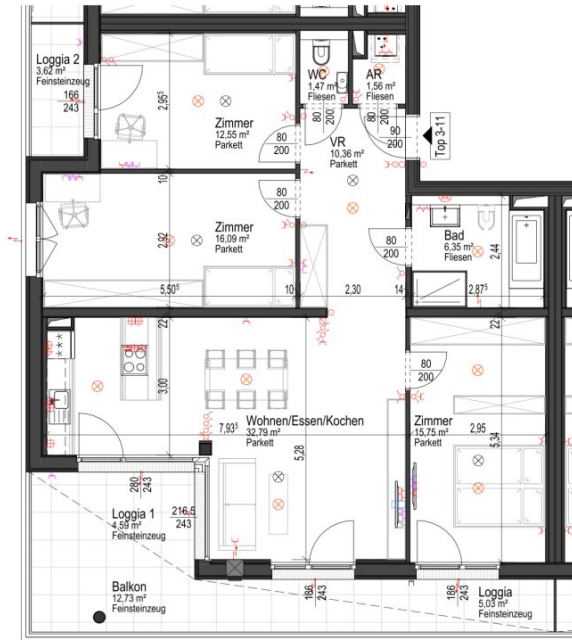 Loggia 2
3,62 m²
Feinsteinzeug
166
243
2,95⁵
Zimmer
12,55 m²
Parkett
80
200
WC
1,47 m²
Fliesen
80
200
AR
1,56 m²
Fliesen
80
200
90
200
Top 3-11
VR
10,36 m²
Parkett
10
80
200
Zimmer
16,09 m²
Parkett
2,92
5,50⁵
10
2,30
14
80
200
Bad
6,35 m²
Fliesen
2,44
2,87⁵
22
3,00
22
80
200
Wohnen/Essen/Kochen
32,79 m²
Parkett
7,93⁵
5,28
Zimmer
15,75 m²
Parkett
2,95
5,34
280
243
216,5
243
Loggia 1
4,59 m²
Feinsteinzeug
Balkon
12,73 m²
Feinsteinzeug
186
243
186
243
Loggia
5,03 m²
Feinsteinzeug